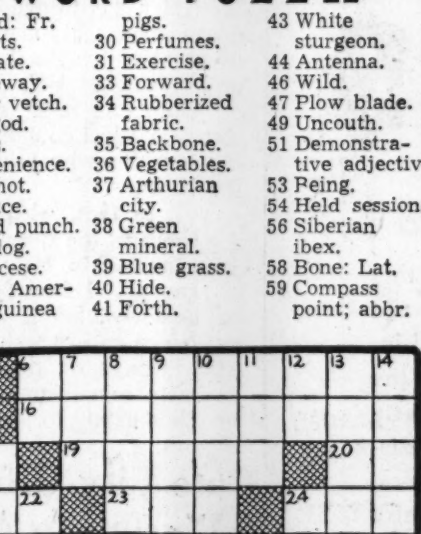 d: Fr.
ts.
ate.
way.
vetch.
od.
enience.
not.
ce.
punch.
log.
cese.
Amer-
guinea
pigs.
30 Perfumes.
31 Exercise.
33 Forward.
34 Rubberized
fabric.
35 Backbone.
36 Vegetables.
37 Arthurian
city.
38 Green
mineral.
39 Blue grass.
40 Hide.
41 Forth.
43 White
sturgeon.
44 Antenna.
46 Wild.
47 Plow blade.
49 Uncouth.
51 Demonstra-
tive adjectiv
53 Peing.
54 Held session
56 Siberian
ibex.
58 Bone: Lat.
59 Compass
point; abbr.
6 7 8 9 10 11 12 13 14
16
19 20
22 23 24